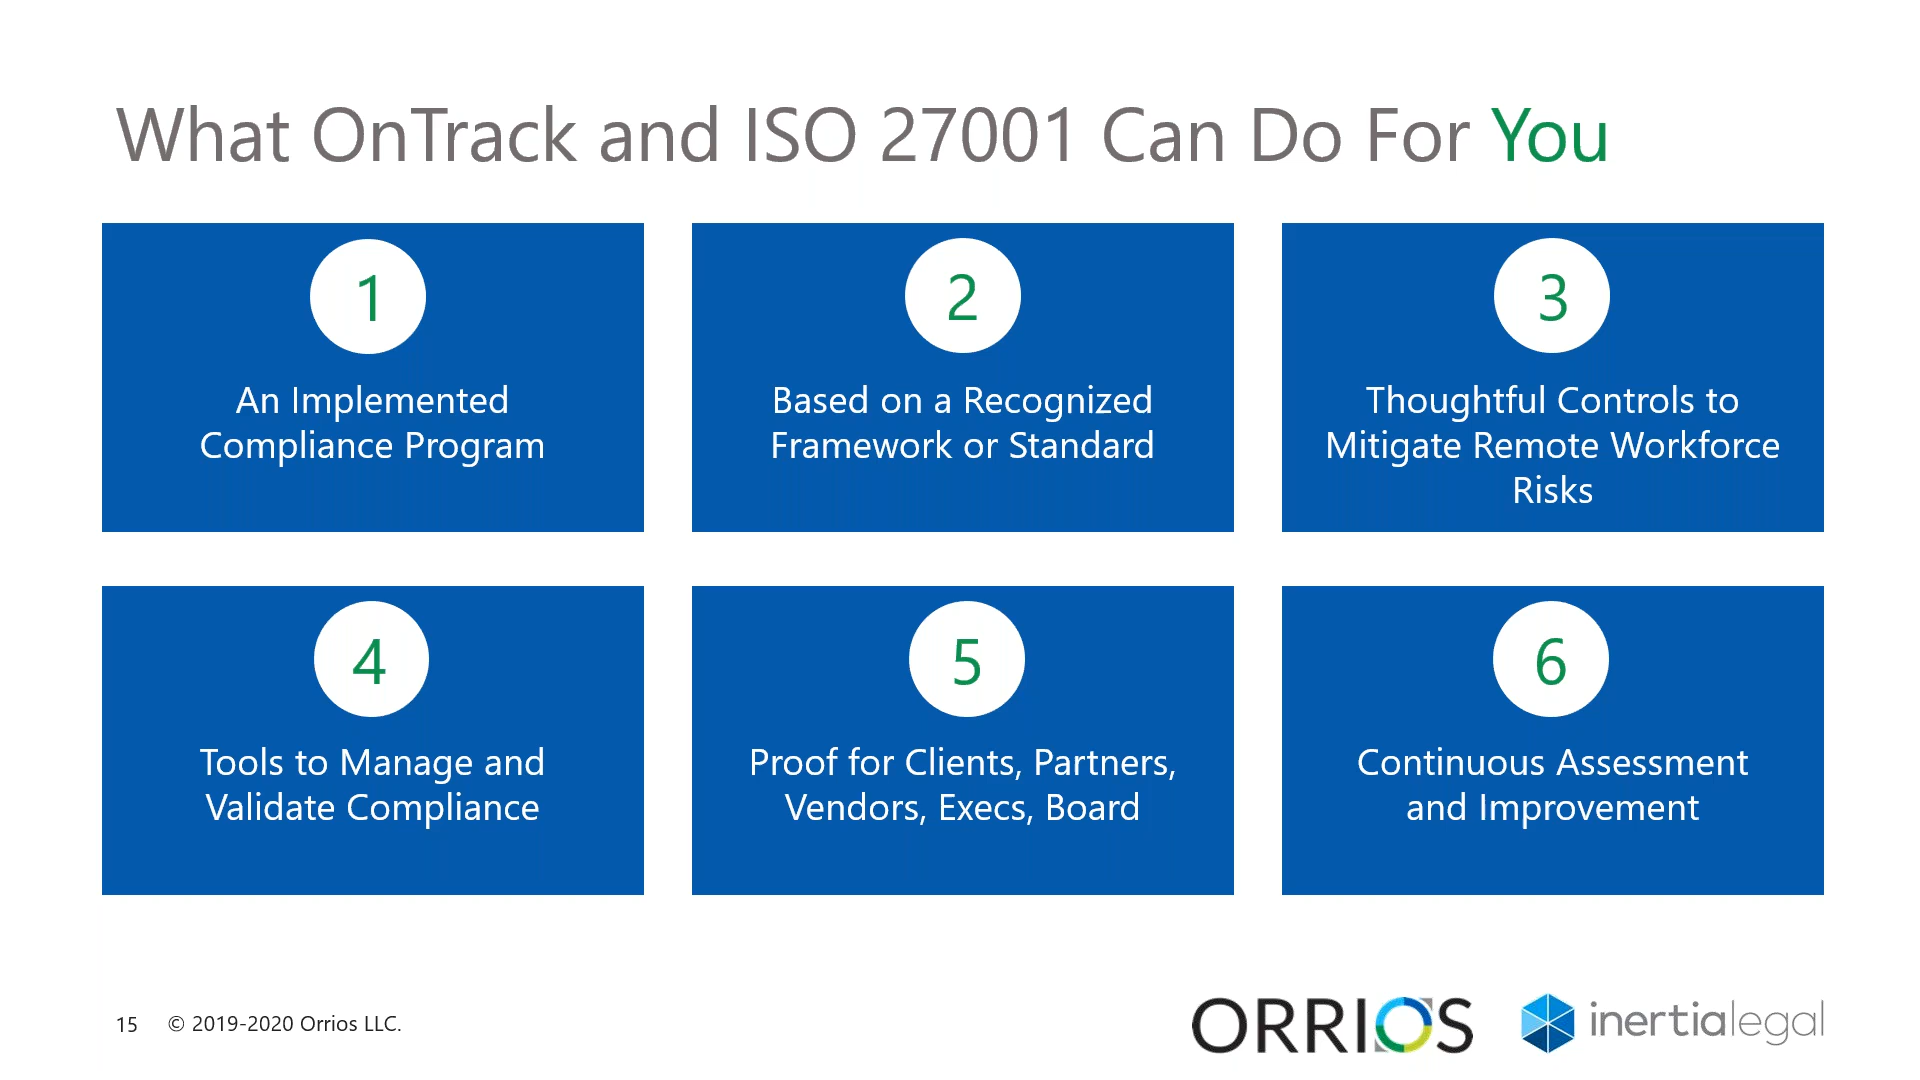 What OnTrack and ISO 27001 Can Do For You
1
An Implemented
Compliance Program
2
Based on a Recognized
Framework or Standard
3
Thoughtful Controls to
Mitigate Remote Workforce
Risks
4
Tools to Manage and
Validate Compliance
5
Proof for Clients, Partners,
Vendors, Execs, Board
6
Continuous Assessment
and Improvement
15 © 2019-2020 Orrios LLC.
ORRIOS
inertialegal